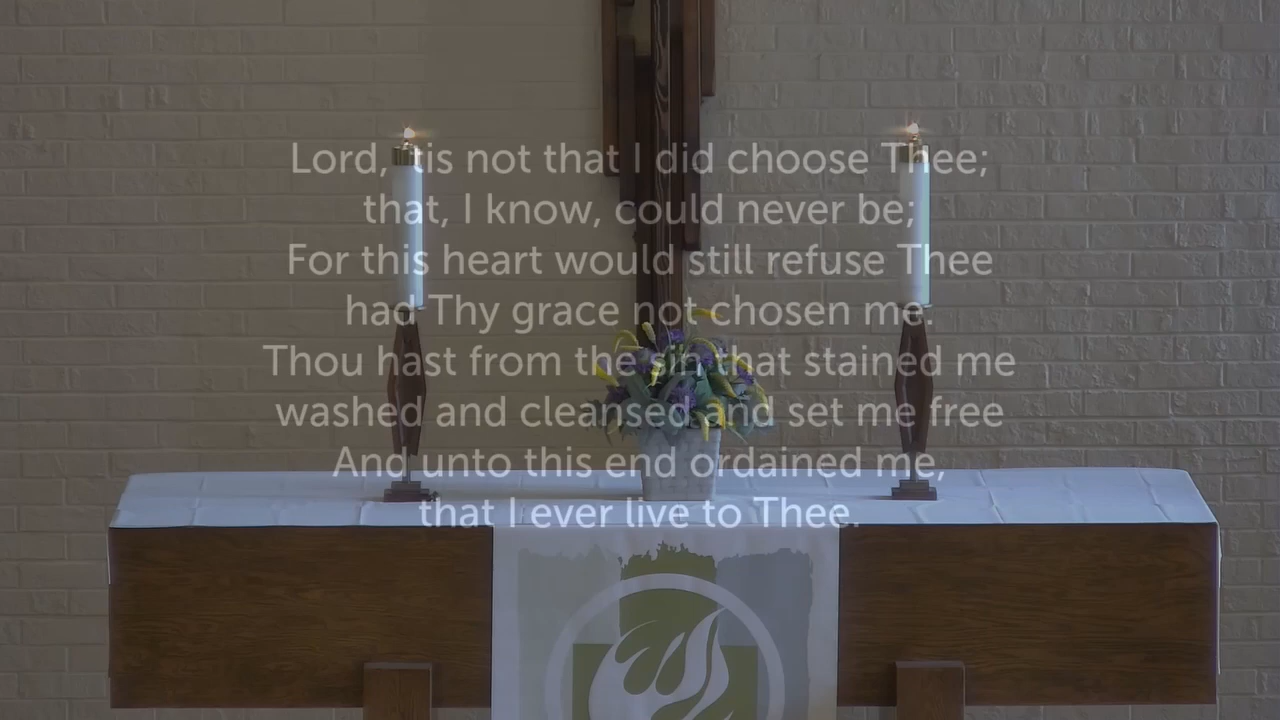 Lord, 'tis not that I did choose Thee;
that, I know, could never be;
For this heart would still refuse Thee
had Thy grace not chosen me.
Thou hast from the sin that stained me
washed and cleansed and set me free
And unto this end ordained me,
that I ever live to Thee.